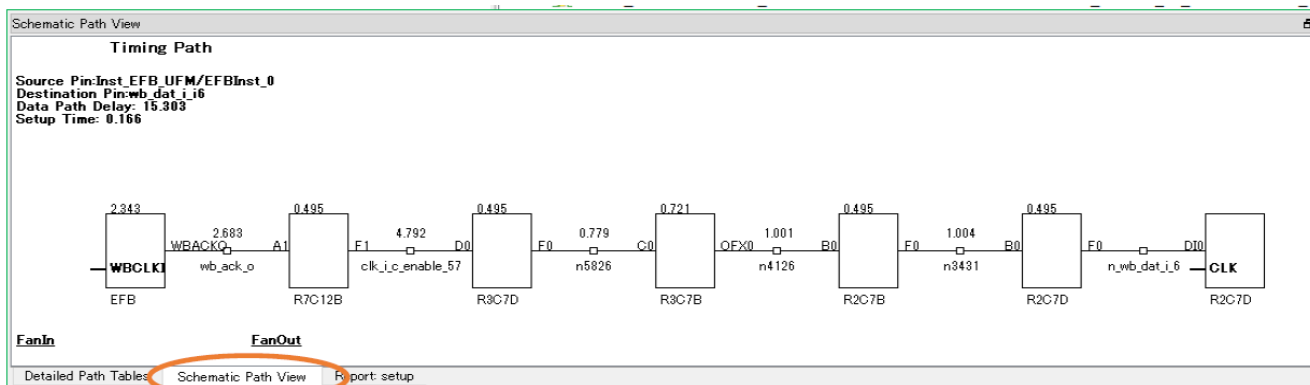 Schematic Path View
Timing Path
Source Pin:Inst_EFB_UFM/EFBInst_0
Destination Pin:wb_dat_i_i6
Data Path Delay: 15.303
Setup Time: 0.166
2.343 0.495 0.495 0.721 0.495 0.495
2.683 4.792 0.779 1.001 1.004
WBACKO A1 F1 D0 F0 C0 OFX0 B0 F0 B0 F0 DI0
WBCLKI wb_ack_o clk_i_c_enable_57 n5826 n4126 n3431 n_wb_dat_i_6 CLK
EFB R7C12B R3C7D R3C7B R2C7B R2C7D R2C7D
FanIn FanOut
Detailed Path Tables Schematic Path View Report: setup